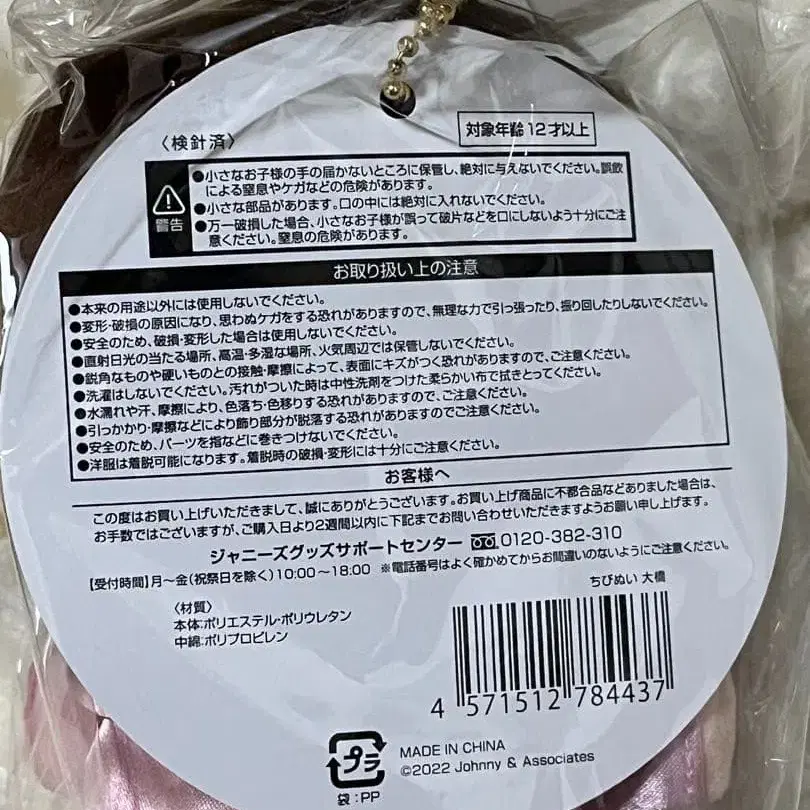 〈検針済〉
対象年齢12才以上
警告
●小さなお子様の手の届かないところに保管し、絶対に与えないでください。誤飲
による窒息やケガなどの危険があります。
●小さな部品があります。口の中には絶対に入れないでください。
●万一破損した場合、小さなお子様が誤って破片などを口にしないよう十分にご注
意ください。窒息の危険があります。
お取り扱い上の注意
●本来の用途以外には使用しないでください。
●変形・破損の原因になり、思わぬケガをする恐れがありますので、無理な力で引っ張ったり、振り回したりしないでください。
●安全のため、破損・変形した場合は使用しないでください。
●直射日光の当たる場所、高温・多湿な場所、火気周辺では保管しないでください。
●鋭角なものや硬いものとの接触・摩擦によって、表面にキズがつく恐れがありますので、ご注意ください。
●洗濯はしないでください。汚れがついた時は中性洗剤をつけた柔らかい布で拭きとってください。
●水濡れや汗、摩擦により、色落ち・色移りする恐れがありますので、ご注意ください。
●引っかかり・摩擦などにより飾り部分が脱落する恐れがありますのでご注意ください。
●安全のため、パーツを指などに巻きつけないでください。
●洋服は着脱可能になります。着脱時の破損・変形には十分にご注意ください。
お客様へ
この度はお買い上げいただきまして、誠にありがとうございます。お買い上げ商品に不都合品などありました場合は、
お手数ではございますが、ご購入日より2週間以内に下記までお問い合わせいただきますようお願い申し上げます。
ジャニーズグッズサポートセンター 0120-382-310
【受付時間】月〜金(祝祭日を除く)10:00〜18:00 ※電話番号はよく確かめてからお間違いのないようにご注意ください。
ちびぬい 大橋
〈材質〉
本体:ポリエステル・ポリウレタン
中綿:ポリプロピレン
4 571512 784437
プラ
袋:PP
MADE IN CHINA
©2022 Johnny & Associates